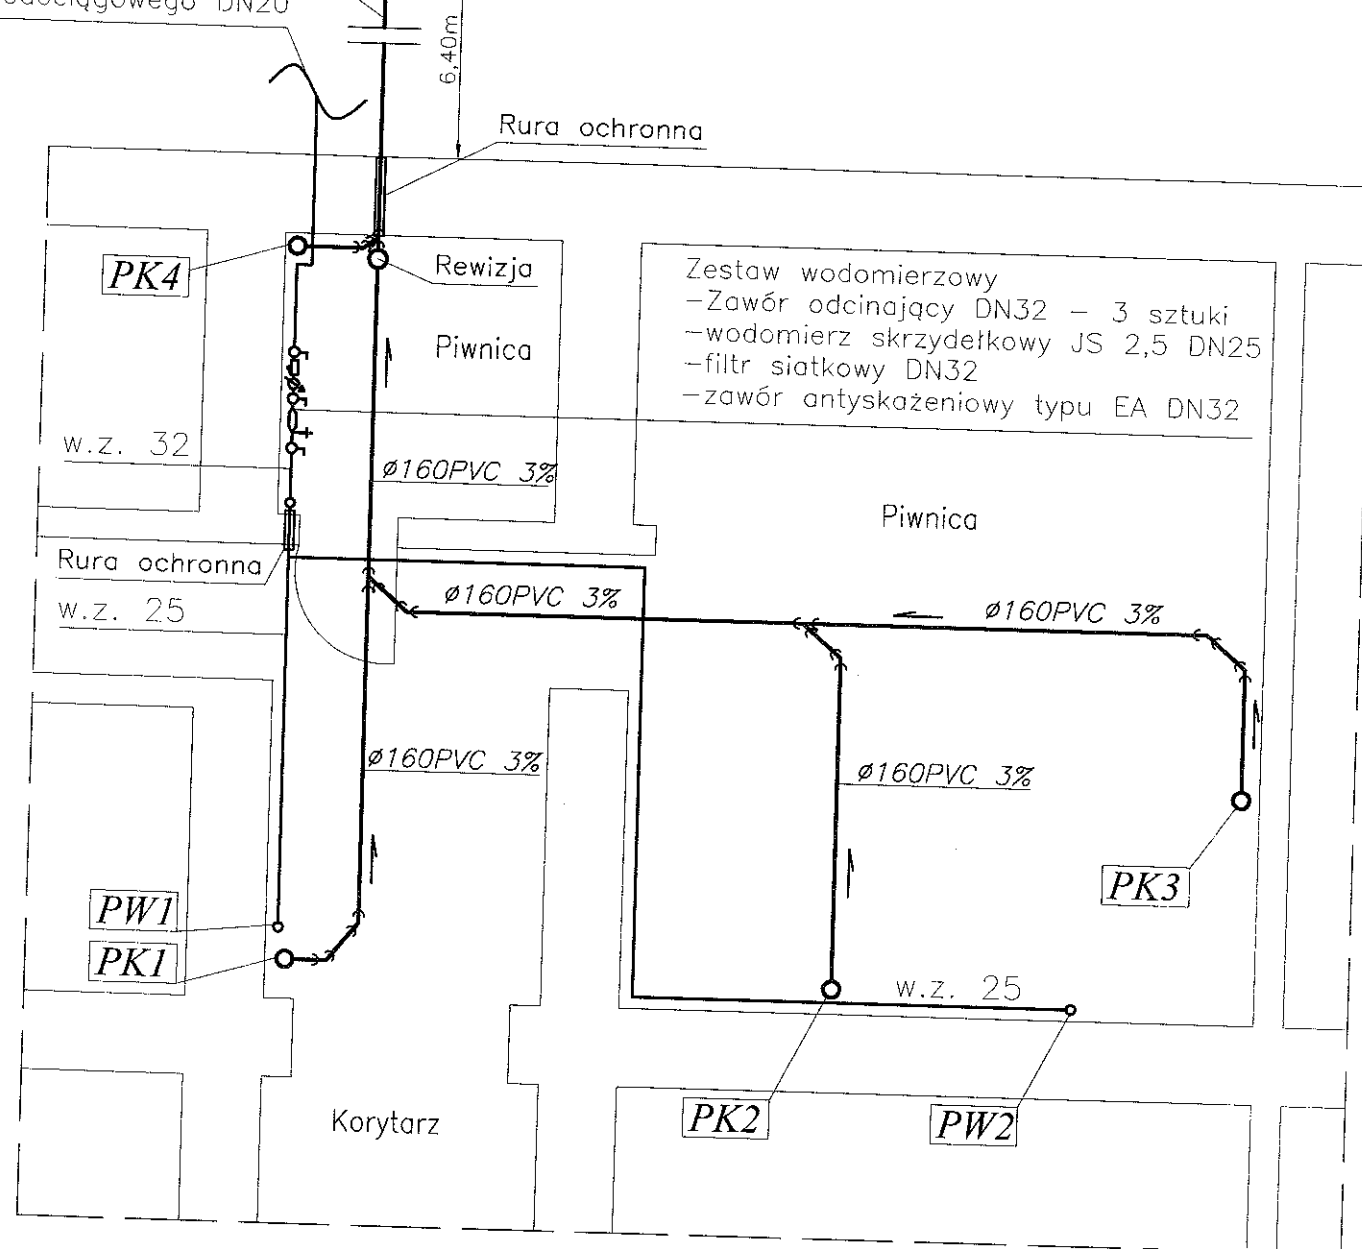 DN20
6,40m
Rura ochronna
PK4
Rewizja
Piwnica
Zestaw wodomierzowy
-Zawór odcinający DN32 - 3 sztuki
-wodomierz skrzydełkowy JS 2,5 DN25
-filtr siatkowy DN32
-zawór antyskażeniowy typu EA DN32
w.z. 32
ø160PVC 3%
Piwnica
Rura ochronna
w.z. 25
ø160PVC 3%
ø160PVC 3%
ø160PVC 3%
ø160PVC 3%
PK3
PW1
PK1
w.z. 25
PK2
PW2
Korytarz